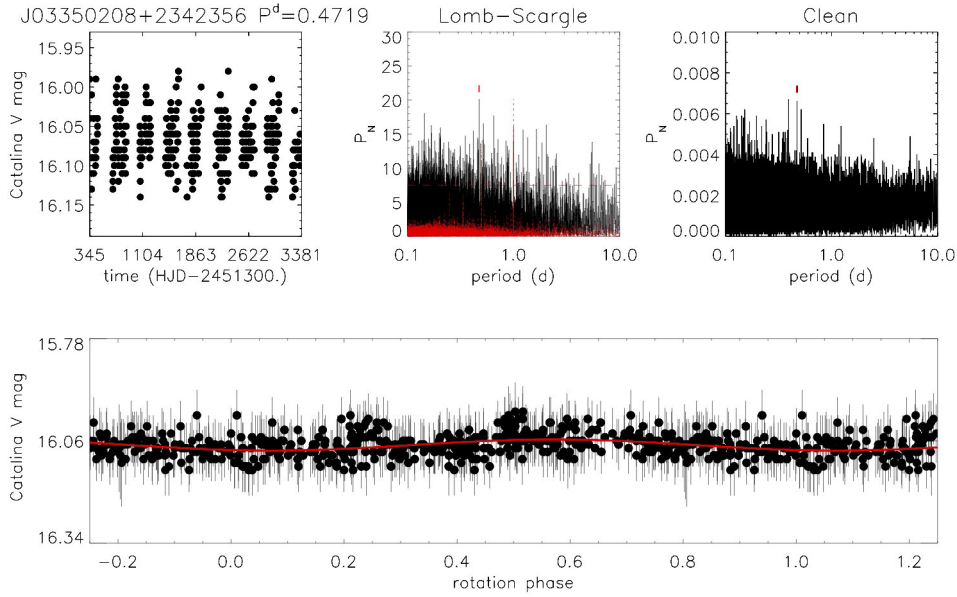 J03350208+2342356 Pd=0.4719
Lomb-Scargle
Clean
15.95
16.00
16.05
16.10
16.15
Catalina V mag
345 1104 1863 2622 3381
time (HJD-2451300.)
30
25
20
15
10
5
0
PN
0.1 1.0 10.0
period (d)
0.010
0.008
0.006
0.004
0.002
0.000
PN
0.1 1.0 10.0
period (d)
15.78
16.06
16.34
Catalina V mag
-0.2 0.0 0.2 0.4 0.6 0.8 1.0 1.2
rotation phase